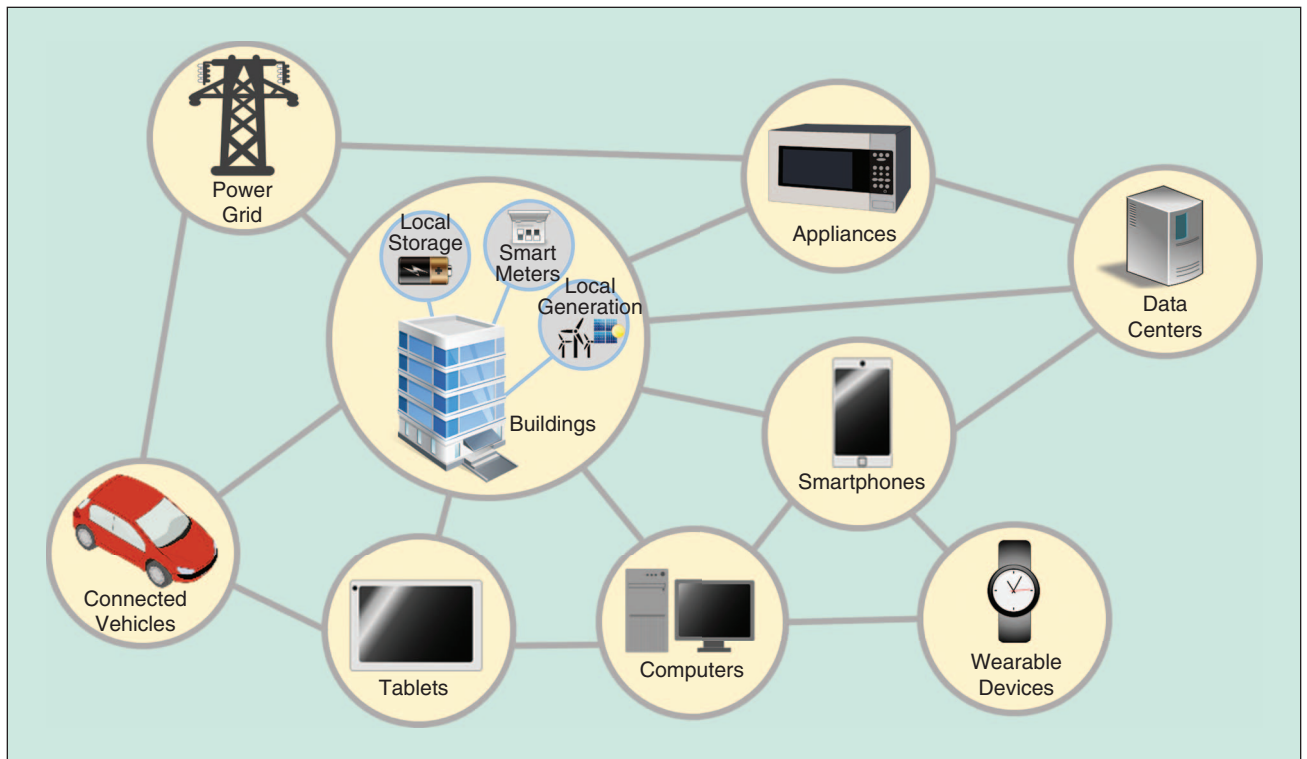 Power
Grid
Local
Storage
Smart
Meters
Local
Generation
Buildings
Appliances
Data
Centers
Smartphones
Connected
Vehicles
Tablets
Computers
Wearable
Devices